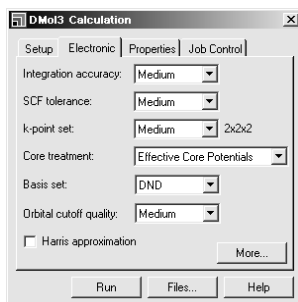 DMol3 Calculation
Setup Electronic Properties Job Control
Integration accuracy: Medium
SCF tolerance: Medium
k-point set: Medium 2x2x2
Core treatment: Effective Core Potentials
Basis set: DND
Orbital cutoff quality: Medium
Harris approximation
More...
Run Files... Help